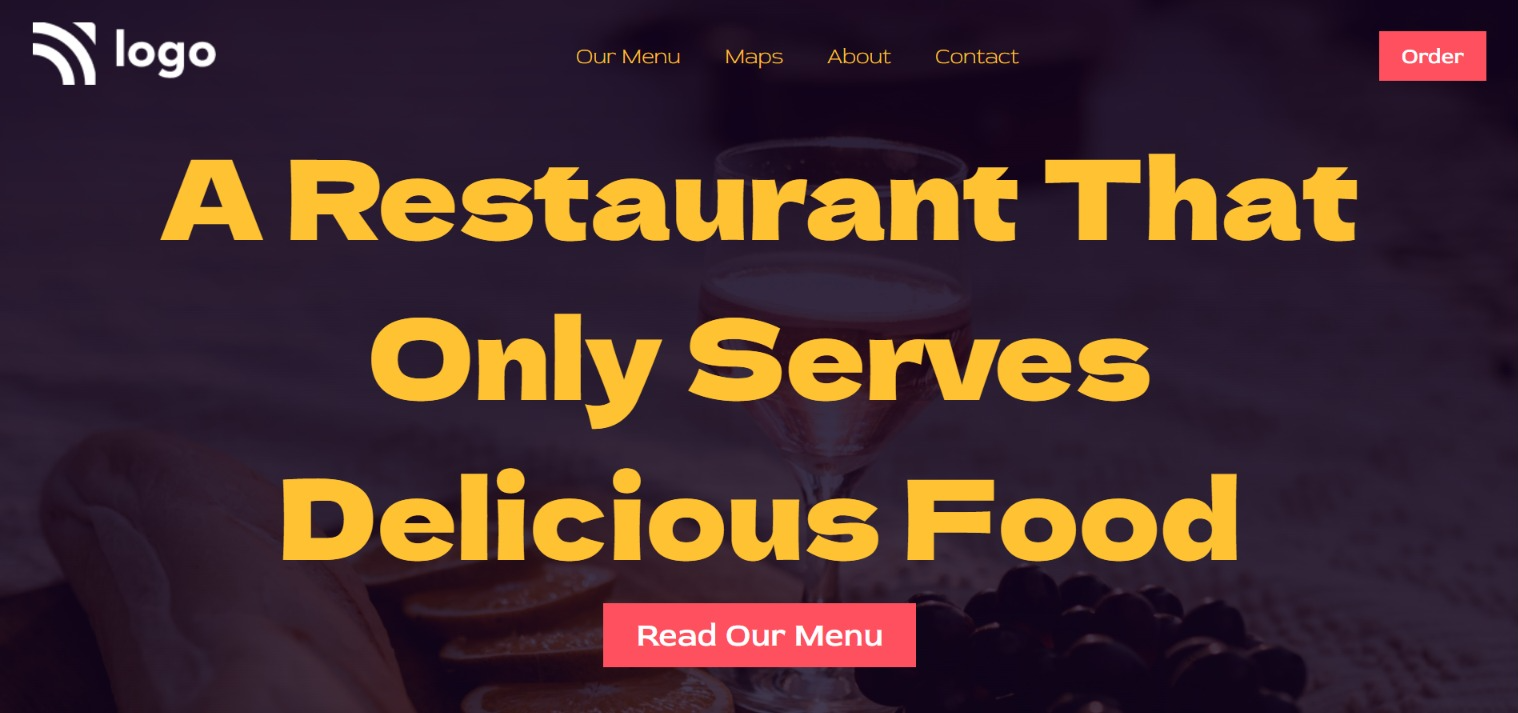 logo
Our Menu Maps About Contact
Order
A Restaurant That
Only Serves
Delicious Food
Read Our Menu